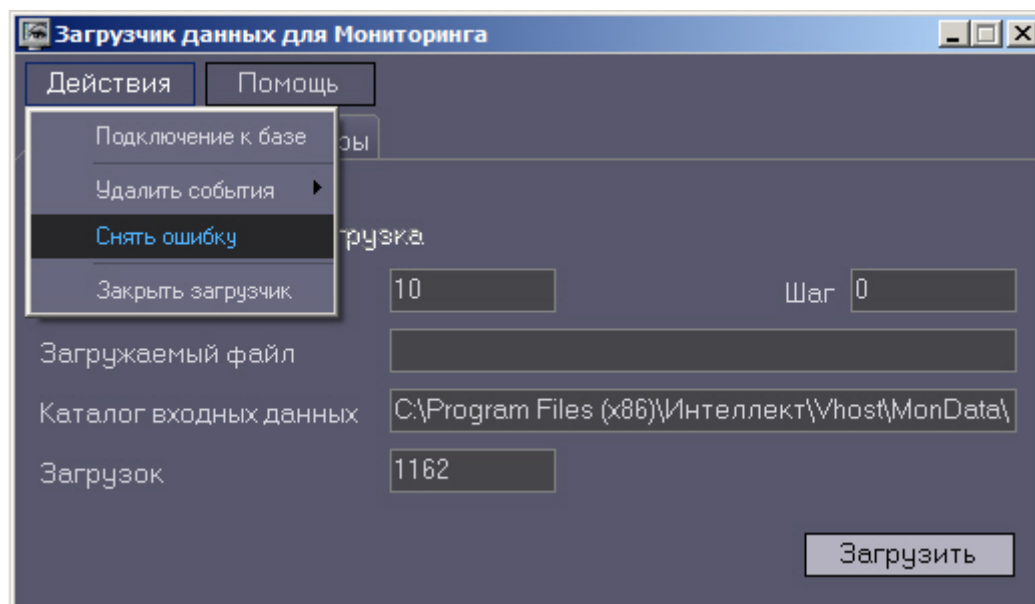 Загрузчик данных для Мониторинга
Действия Помощь
Подключение к базе
Удалить события
Снять ошибку
10 Шаг 0
Закрыть загрузчик
Загружаемый файл
Каталог входных данных C:\Program Files (x86)\Интеллект\Vhost\MonData\
Загрузок 1162
Загрузить